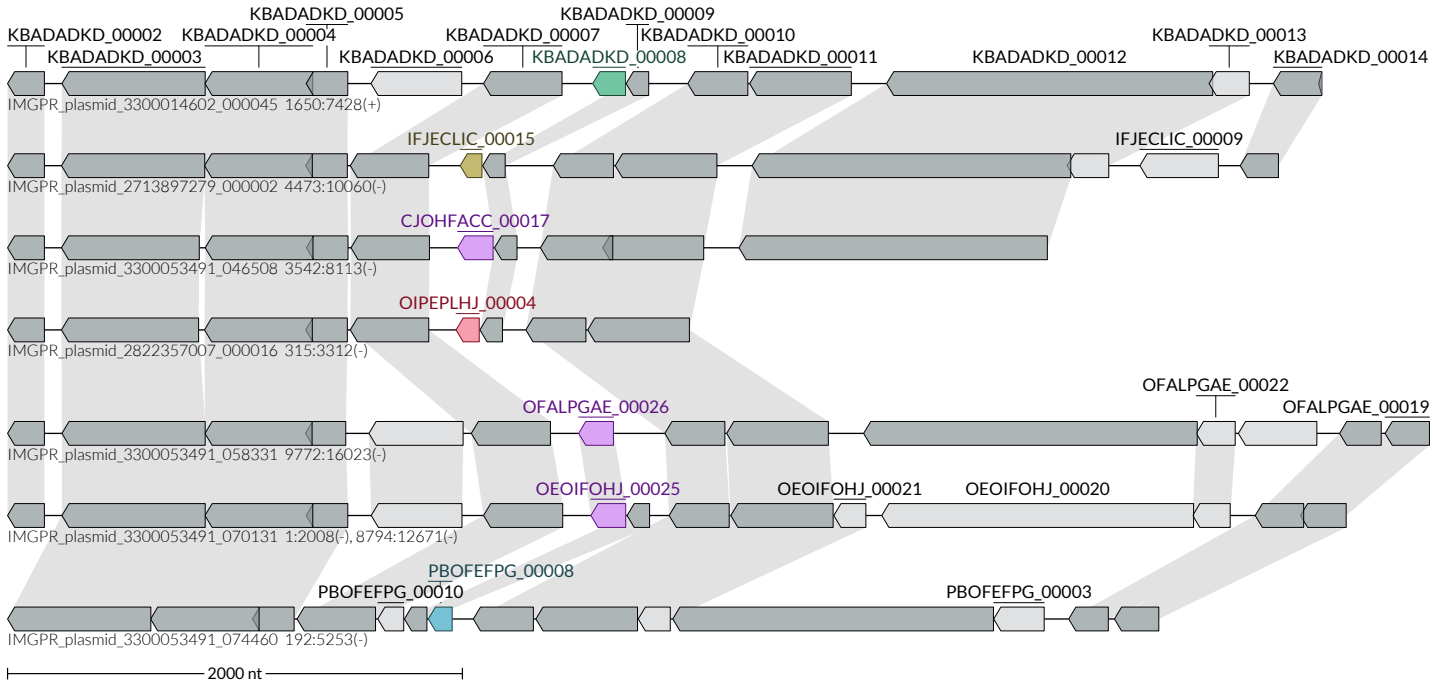 KBADADKD_00005 KBADADKD_00009
KBADADKD_00002 KBADADKD_00004 KBADADKD_00007 KBADADKD_00010 KBADADKD_00013
KBADADKD_00003 KBADADKD_00006 KBADADKD_00008 KBADADKD_00011 KBADADKD_00012 KBADADKD_00014
IMGPR_plasmid_3300014602_000045 1650:7428(+)
IFJECLIC_00015 IFJECLIC_00009
IMGPR_plasmid_2713897279_000002 4473:10060(-)
CJOHFACC_00017
IMGPR_plasmid_3300053491_046508 3542:8113(-)
OIPEPLHJ_00004
IMGPR_plasmid_2822357007_000016 315:3312(-)
OFALPGAE_00022
OFALPGAE_00026 OFALPGAE_00019
IMGPR_plasmid_3300053491_058331 9772:16023(-)
OEOIFOHJ_00025 OEOIFOHJ_00021 OEOIFOHJ_00020
IMGPR_plasmid_3300053491_070131 1:2008(-), 8794:12671(-)
PBOFEFPG_00008
PBOFEFPG_00010 PBOFEFPG_00003
IMGPR_plasmid_3300053491_074460 192:5253(-)
2000 nt